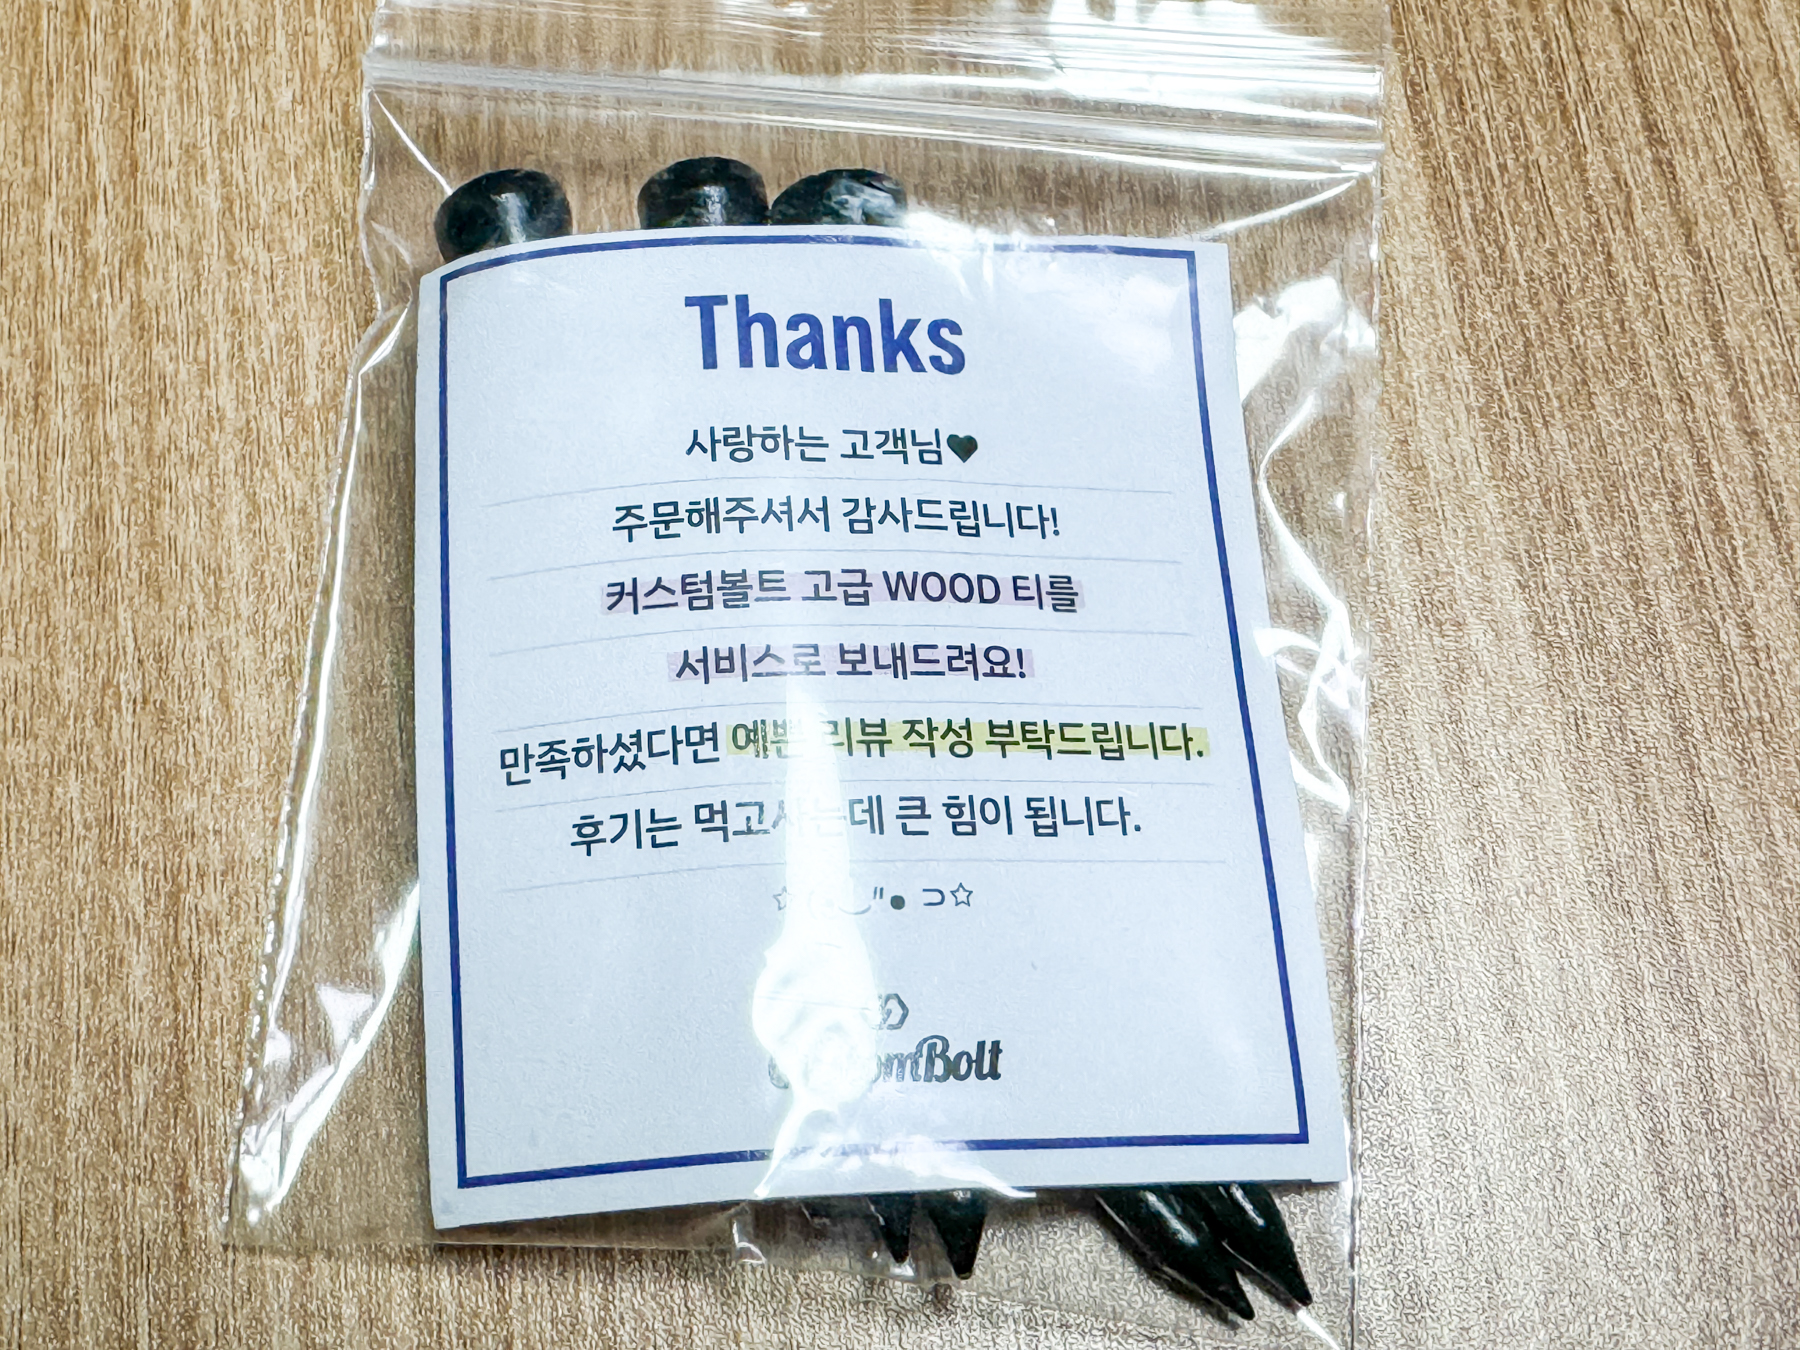 Thanks
사랑하는 고객님♥
주문해주셔서 감사드립니다!
커스텀볼트 고급 WOOD 티를
서비스로 보내드려요!
만족하셨다면 리뷰 작성 부탁드립니다.
후기는 큰 힘이 됩니다.